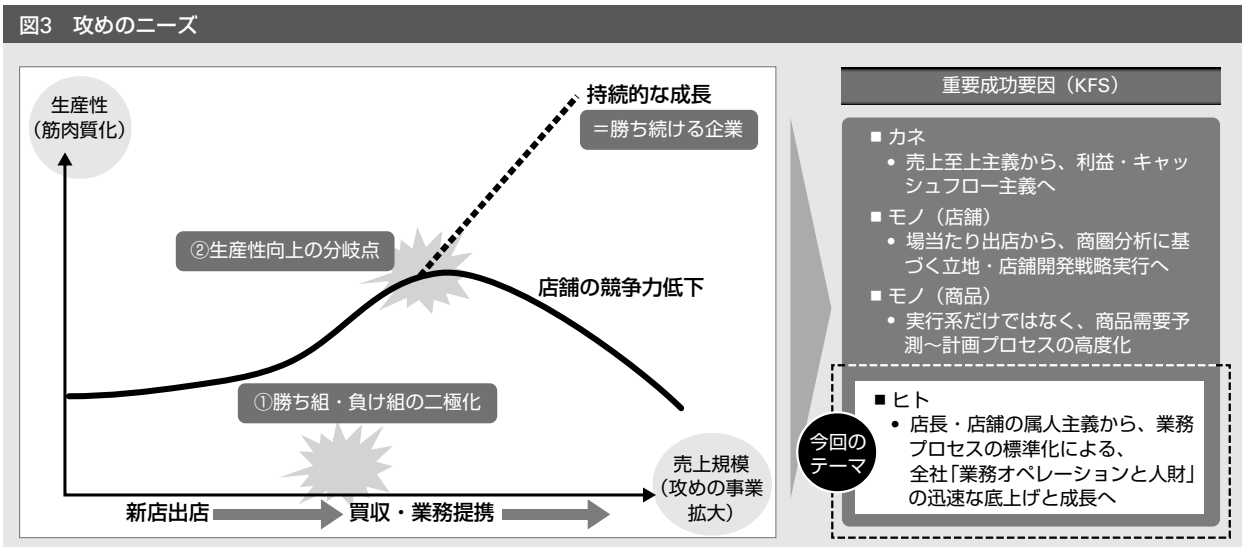 図3　攻めのニーズ
生産性
（筋肉質化）
持続的な成長
＝勝ち続ける企業
②生産性向上の分岐点
店舗の競争力低下
①勝ち組・負け組の二極化
売上規模
（攻めの事業
拡大）
新店出店
買収・業務提携
重要成功要因（KFS）
■ カネ
• 売上至上主義から、利益・キャッ
シュフロー主義へ
■ モノ（店舗）
• 場当たり出店から、商圏分析に基
づく立地・店舗開発戦略実行へ
■ モノ（商品）
• 実行系だけではなく、商品需要予
測～計画プロセスの高度化
今回の
テーマ
■ ヒト
• 店長・店舗の属人主義から、業務
プロセスの標準化による、
全社「業務オペレーションと人財」
の迅速な底上げと成長へ